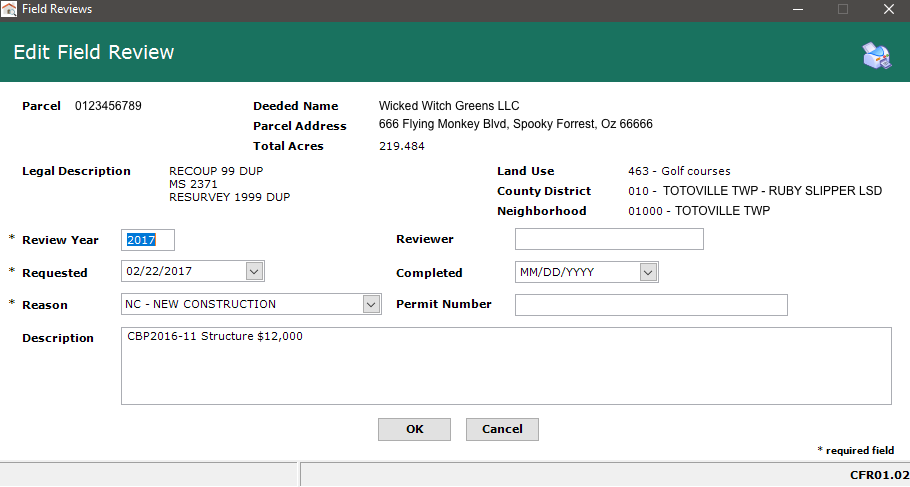 Field Reviews
Edit Field Review
Parcel 0123456789 Deeded Name Wicked Witch Greens LLC
Parcel Address 666 Flying Monkey Blvd, Spooky Forrest, Oz 66666
Total Acres 219.484
Legal Description RECOUP 99 DUP Land Use 463 - Golf courses
MS 2371
County District 010 - TOTOVILLE TWP - RUBY SLIPPER LSD
RESURVEY 1999 DUP
Neighborhood 01000 - TOTOVILLE TWP
* Review Year 2017 Reviewer
* Requested 02/22/2017 Completed MM/DD/YYYY
* Reason NC - NEW CONSTRUCTION Permit Number
Description CBP2016-11 Structure $12,000
OK Cancel
* required field
CFR01.02